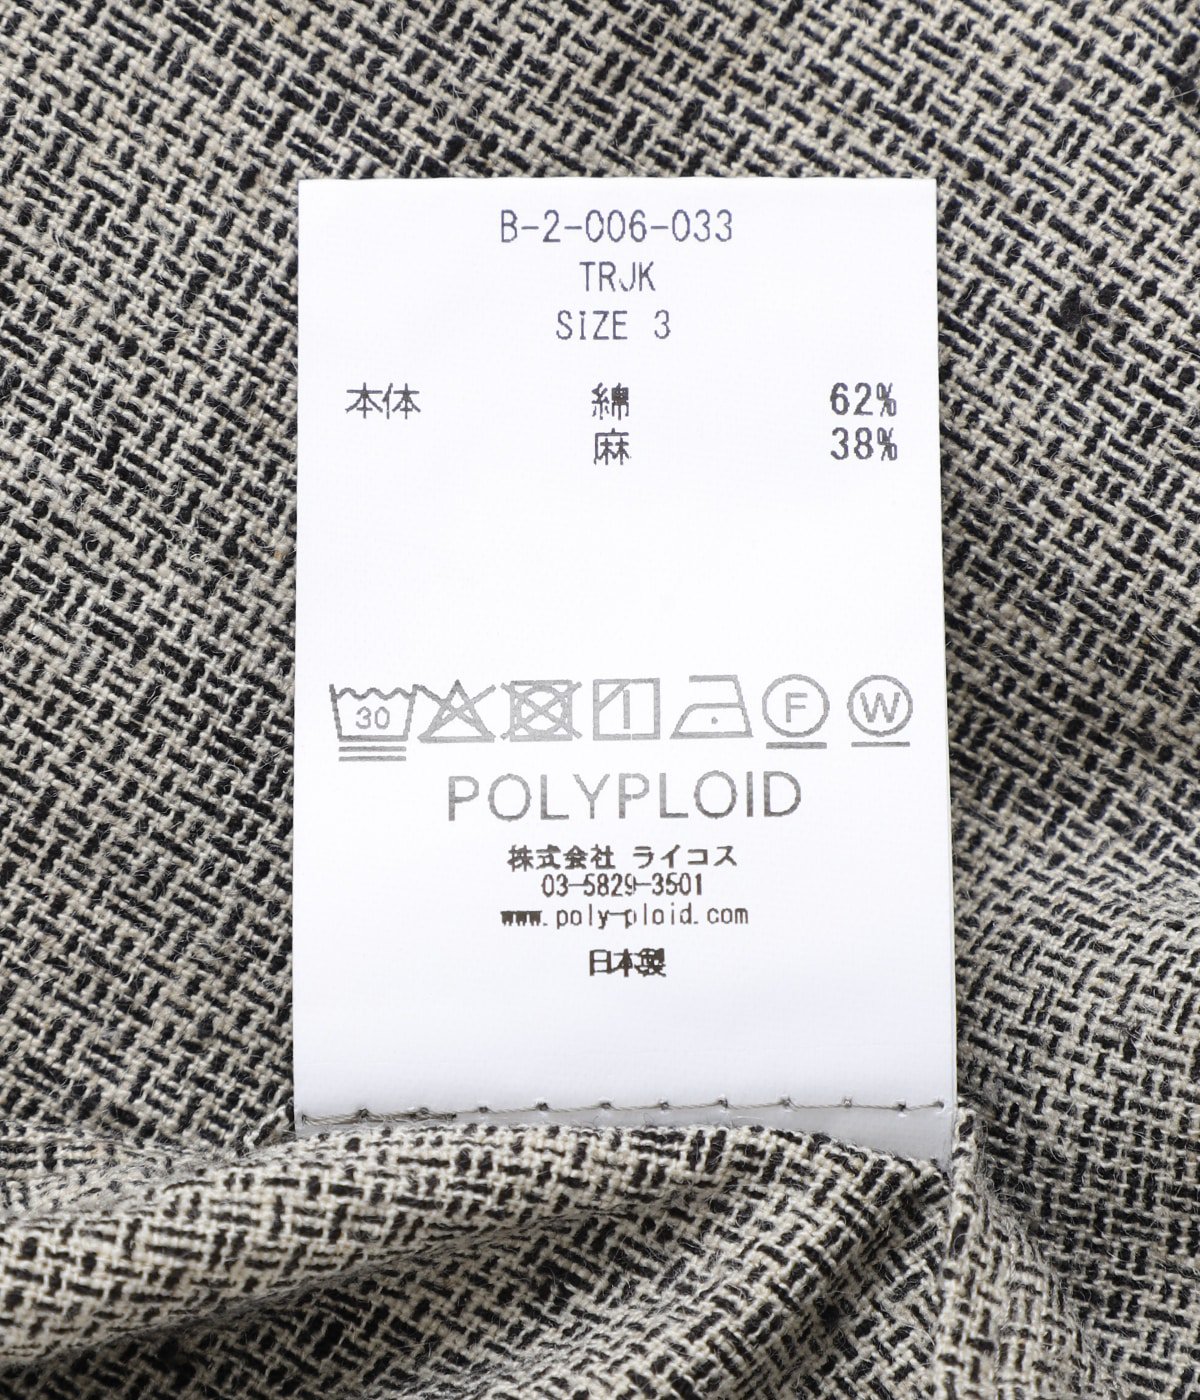 B-2-006-033
TRJK
SIZE 3
本体 綿 62%
麻 38%
30 F W
POLYPLOID
株式会社 ライコス
03-5829-3501
www.poly-ploid.com
日本製